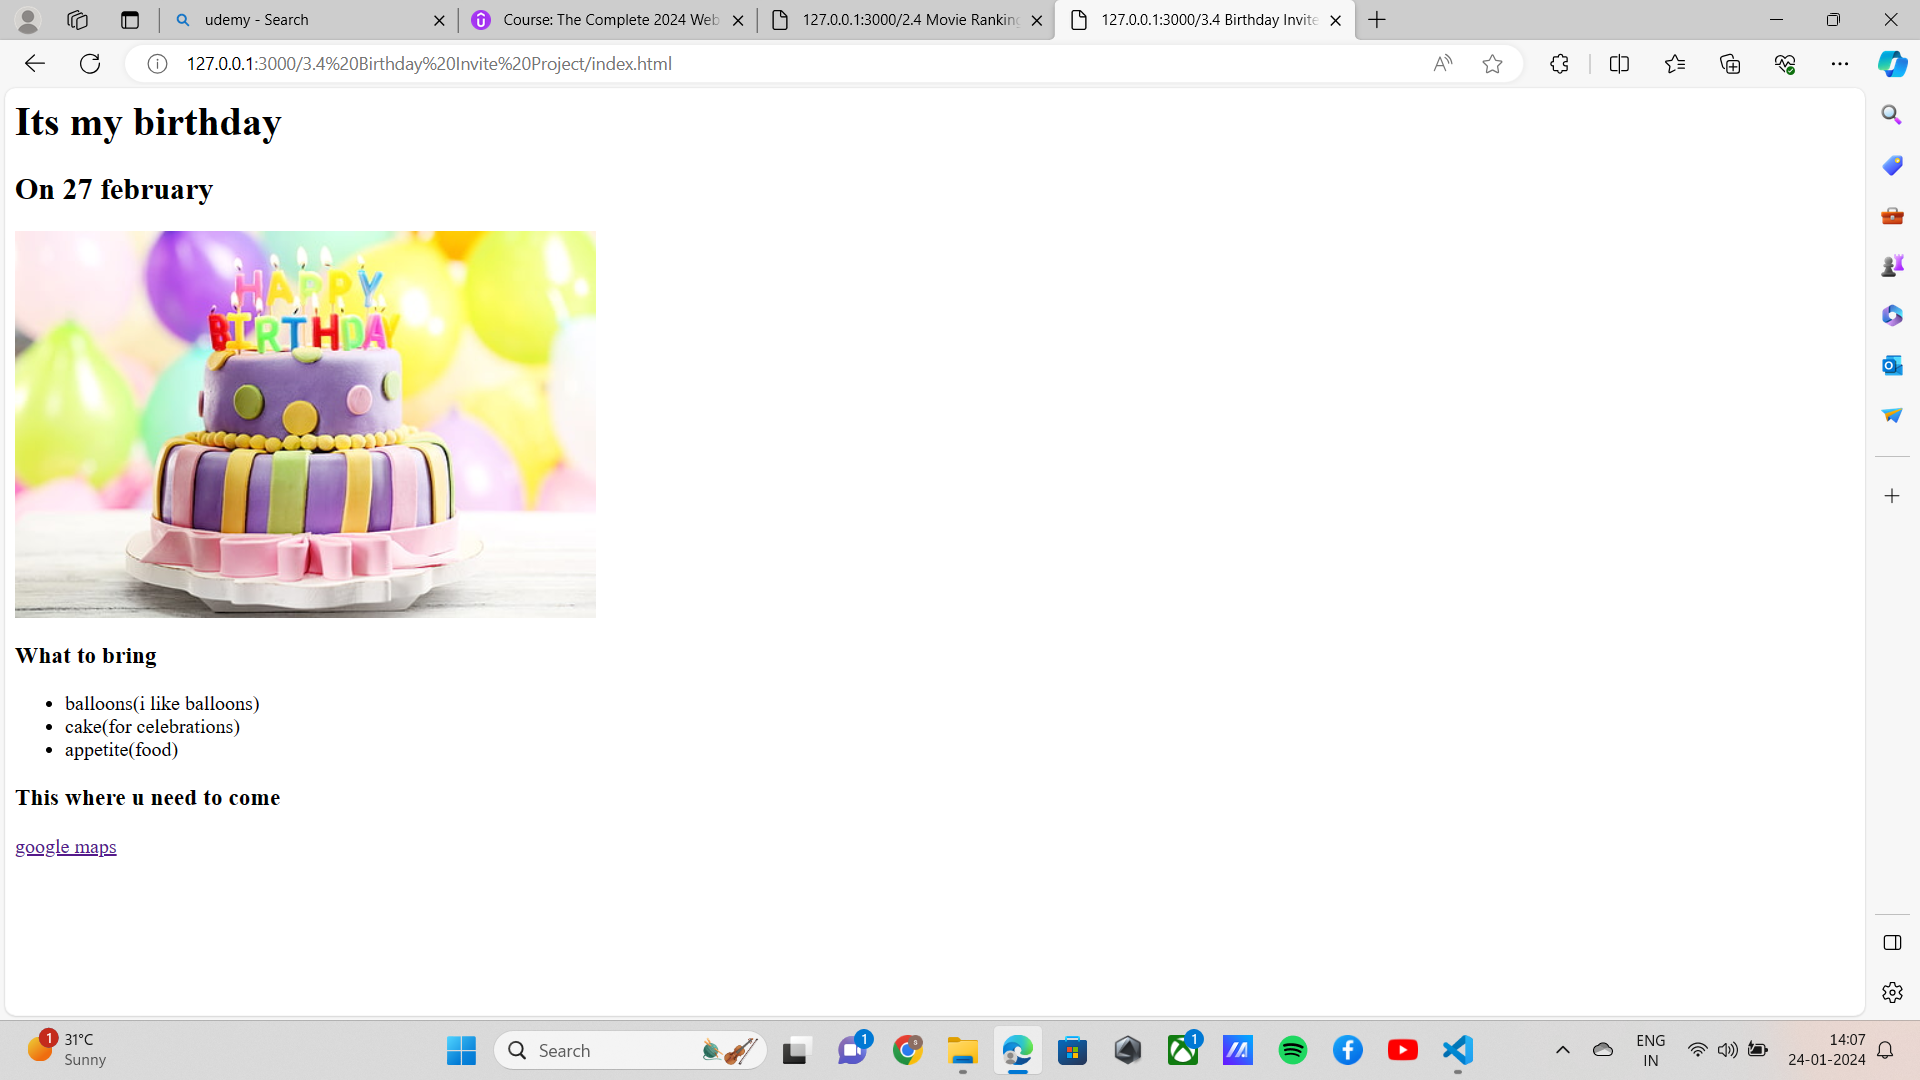 udemy - Search
Course: The Complete 2024 Web
127.0.0.1:3000/2.4 Movie Ranking
127.0.0.1:3000/3.4 Birthday Invite
127.0.0.1:3000/3.4%20Birthday%20Invite%20Project/index.html
Its my birthday
On 27 february
HAPPY
BIRTHDAY
What to bring
balloons(i like balloons)
cake(for celebrations)
appetite(food)
This where u need to come
google maps
1
31°C
Sunny
Search
1
1
ENG
IN
14:07
24-01-2024